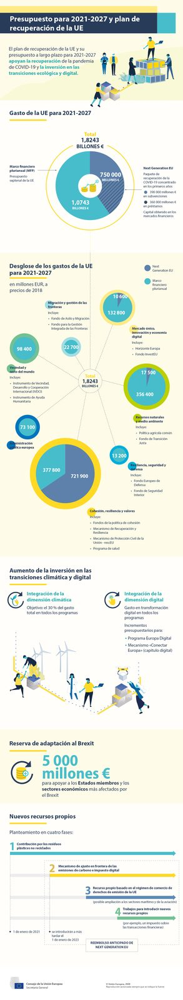 Presupuesto para 2021-2027 y plan de
recuperación de la UE
El plan de recuperación de la UE y su
presupuesto a largo plazo para 2021-2027
apoyan la recuperación de la pandemia
de COVID-19 y la inversión en las
transiciones ecológica y digital.
Gasto de la UE para 2021-2027
Total
1,8243
BILLONES €
Marco financiero
plurianual (MFP)
Presupuesto
septenal de la UE
750 000
MILLONES €
1,0743
BILLONES €
Next Generation EU
Paquete de
recuperación de la
COVID-19 concentrado
en los primeros años
390 000 millones €
en subvenciones
360 000 millones €
en préstamos
Capital obtenido en los
mercados financieros
Desglose de los gastos de la UE
para 2021-2027
en millones EUR, a
precios de 2018
Next
Generation EU
Marco
financiero
plurianual
Migración y gestión de las
fronteras
Incluye:
• Fondo de Asilo y Migración
• Fondo para la Gestión
Integrada de las Fronteras
22 700
10 600
132 800
Mercado único,
innovación y economía
digital
Incluye:
• Horizonte Europa
• Fondo InvestEU
98 400
Vecindad y
resto del mundo
Incluye:
• Instrumento de Vecindad,
Desarrollo y Cooperación
Internacional (IVDCI)
• Instrumento de Ayuda
Humanitaria
Total
1,8243
BILLONES €
17 500
356 400
Recursos naturales
y medio ambiente
Incluye:
• Política agrícola común
• Fondo de Transición
Justa
73 100
Administración
pública europea
13 200
Resiliencia, seguridad y
defensa
Incluye:
• Fondo Europeo de
Defensa
• Fondo de Seguridad
Interior
377 800
721 900
Cohesión, resiliencia y valores
Incluye:
• Fondos de la política de cohesión
• Mecanismo de Recuperación y
Resiliencia
• Mecanismo de Protección Civil de la
Unión - rescEU
• Programa de salud
Aumento de la inversión en las
transiciones climática y digital
Integración de la
dimensión climática
Objetivo: el 30 % del gasto
total en todos los programas
Integración de la
dimensión digital
Gasto en transformación
digital en todos los
programas
Incrementos
presupuestarios para:
• Programa Europa Digital
• Mecanismo «Conectar
Europa» (capítulo digital)
Reserva de adaptación al Brexit
5 000
millones €
para apoyar a los Estados miembros y los
sectores económicos más afectados por
el Brexit
Nuevos recursos propios
Planteamiento en cuatro fases:
1 Contribución por los residuos
plásticos no reciclados
2 Mecanismo de ajuste en frontera de las
emisiones de carbono e impuesto digital
3 Recurso propio basado en el régimen de comercio de
derechos de emisión de la UE
(posible ampliación a los sectores marítimo y de la aviación)
4 Trabajos para introducir nuevos
recursos propios
(por ejemplo, un impuesto sobre
las transacciones financieras)
• 1 de enero de 2021
• se introducirán a más
tardar el
1 de enero de 2023
REEMBOLSO ANTICIPADO DE
NEXT GENERATION EU
Consejo de la Unión Europea
Secretaría General
© Unión Europea, 2020
Reproducción autorizada siempre que se indique la fuente